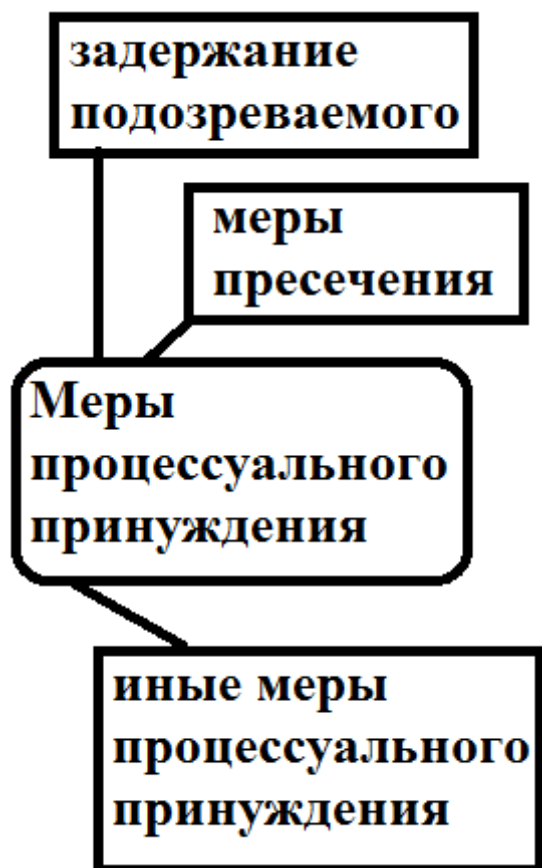 задержание
подозреваемого
меры
пресечения
Меры
процессуального
принуждения
иные меры
процессуального
принуждения